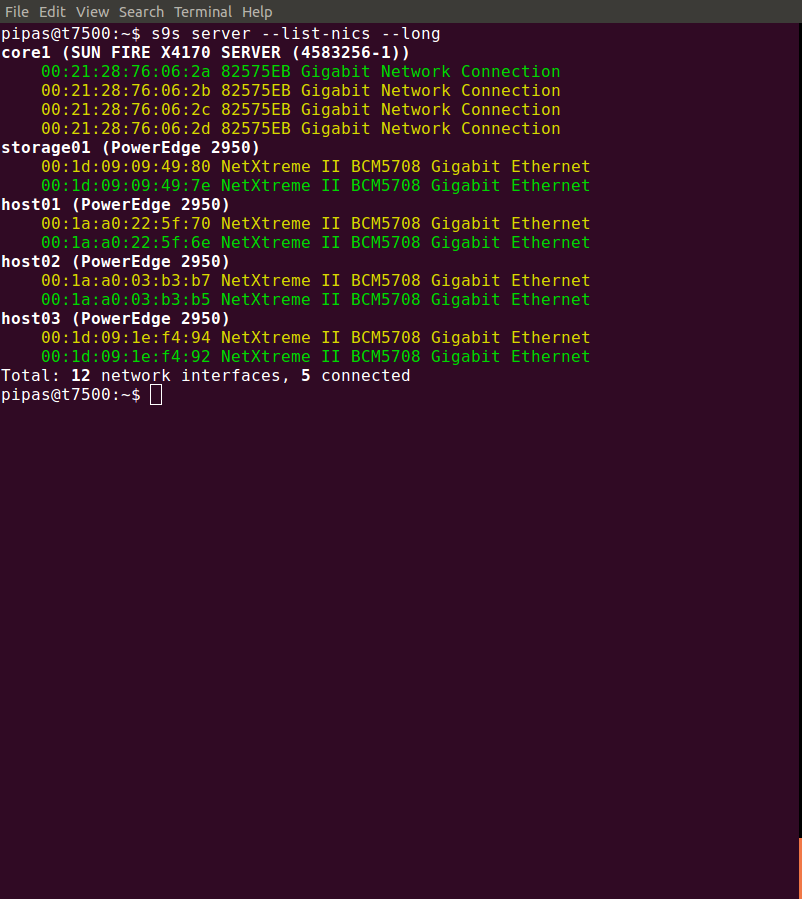 File Edit View Search Terminal Help
pipas@t7500:~$ s9s server --list-nics --long
core1 (SUN FIRE X4170 SERVER (4583256-1))
    00:21:28:76:06:2a 82575EB Gigabit Network Connection
    00:21:28:76:06:2b 82575EB Gigabit Network Connection
    00:21:28:76:06:2c 82575EB Gigabit Network Connection
    00:21:28:76:06:2d 82575EB Gigabit Network Connection
storage01 (PowerEdge 2950)
    00:1d:09:09:49:80 NetXtreme II BCM5708 Gigabit Ethernet
    00:1d:09:09:49:7e NetXtreme II BCM5708 Gigabit Ethernet
host01 (PowerEdge 2950)
    00:1a:a0:22:5f:70 NetXtreme II BCM5708 Gigabit Ethernet
    00:1a:a0:22:5f:6e NetXtreme II BCM5708 Gigabit Ethernet
host02 (PowerEdge 2950)
    00:1a:a0:03:b3:b7 NetXtreme II BCM5708 Gigabit Ethernet
    00:1a:a0:03:b3:b5 NetXtreme II BCM5708 Gigabit Ethernet
host03 (PowerEdge 2950)
    00:1d:09:1e:f4:94 NetXtreme II BCM5708 Gigabit Ethernet
    00:1d:09:1e:f4:92 NetXtreme II BCM5708 Gigabit Ethernet
Total: 12 network interfaces, 5 connected
pipas@t7500:~$